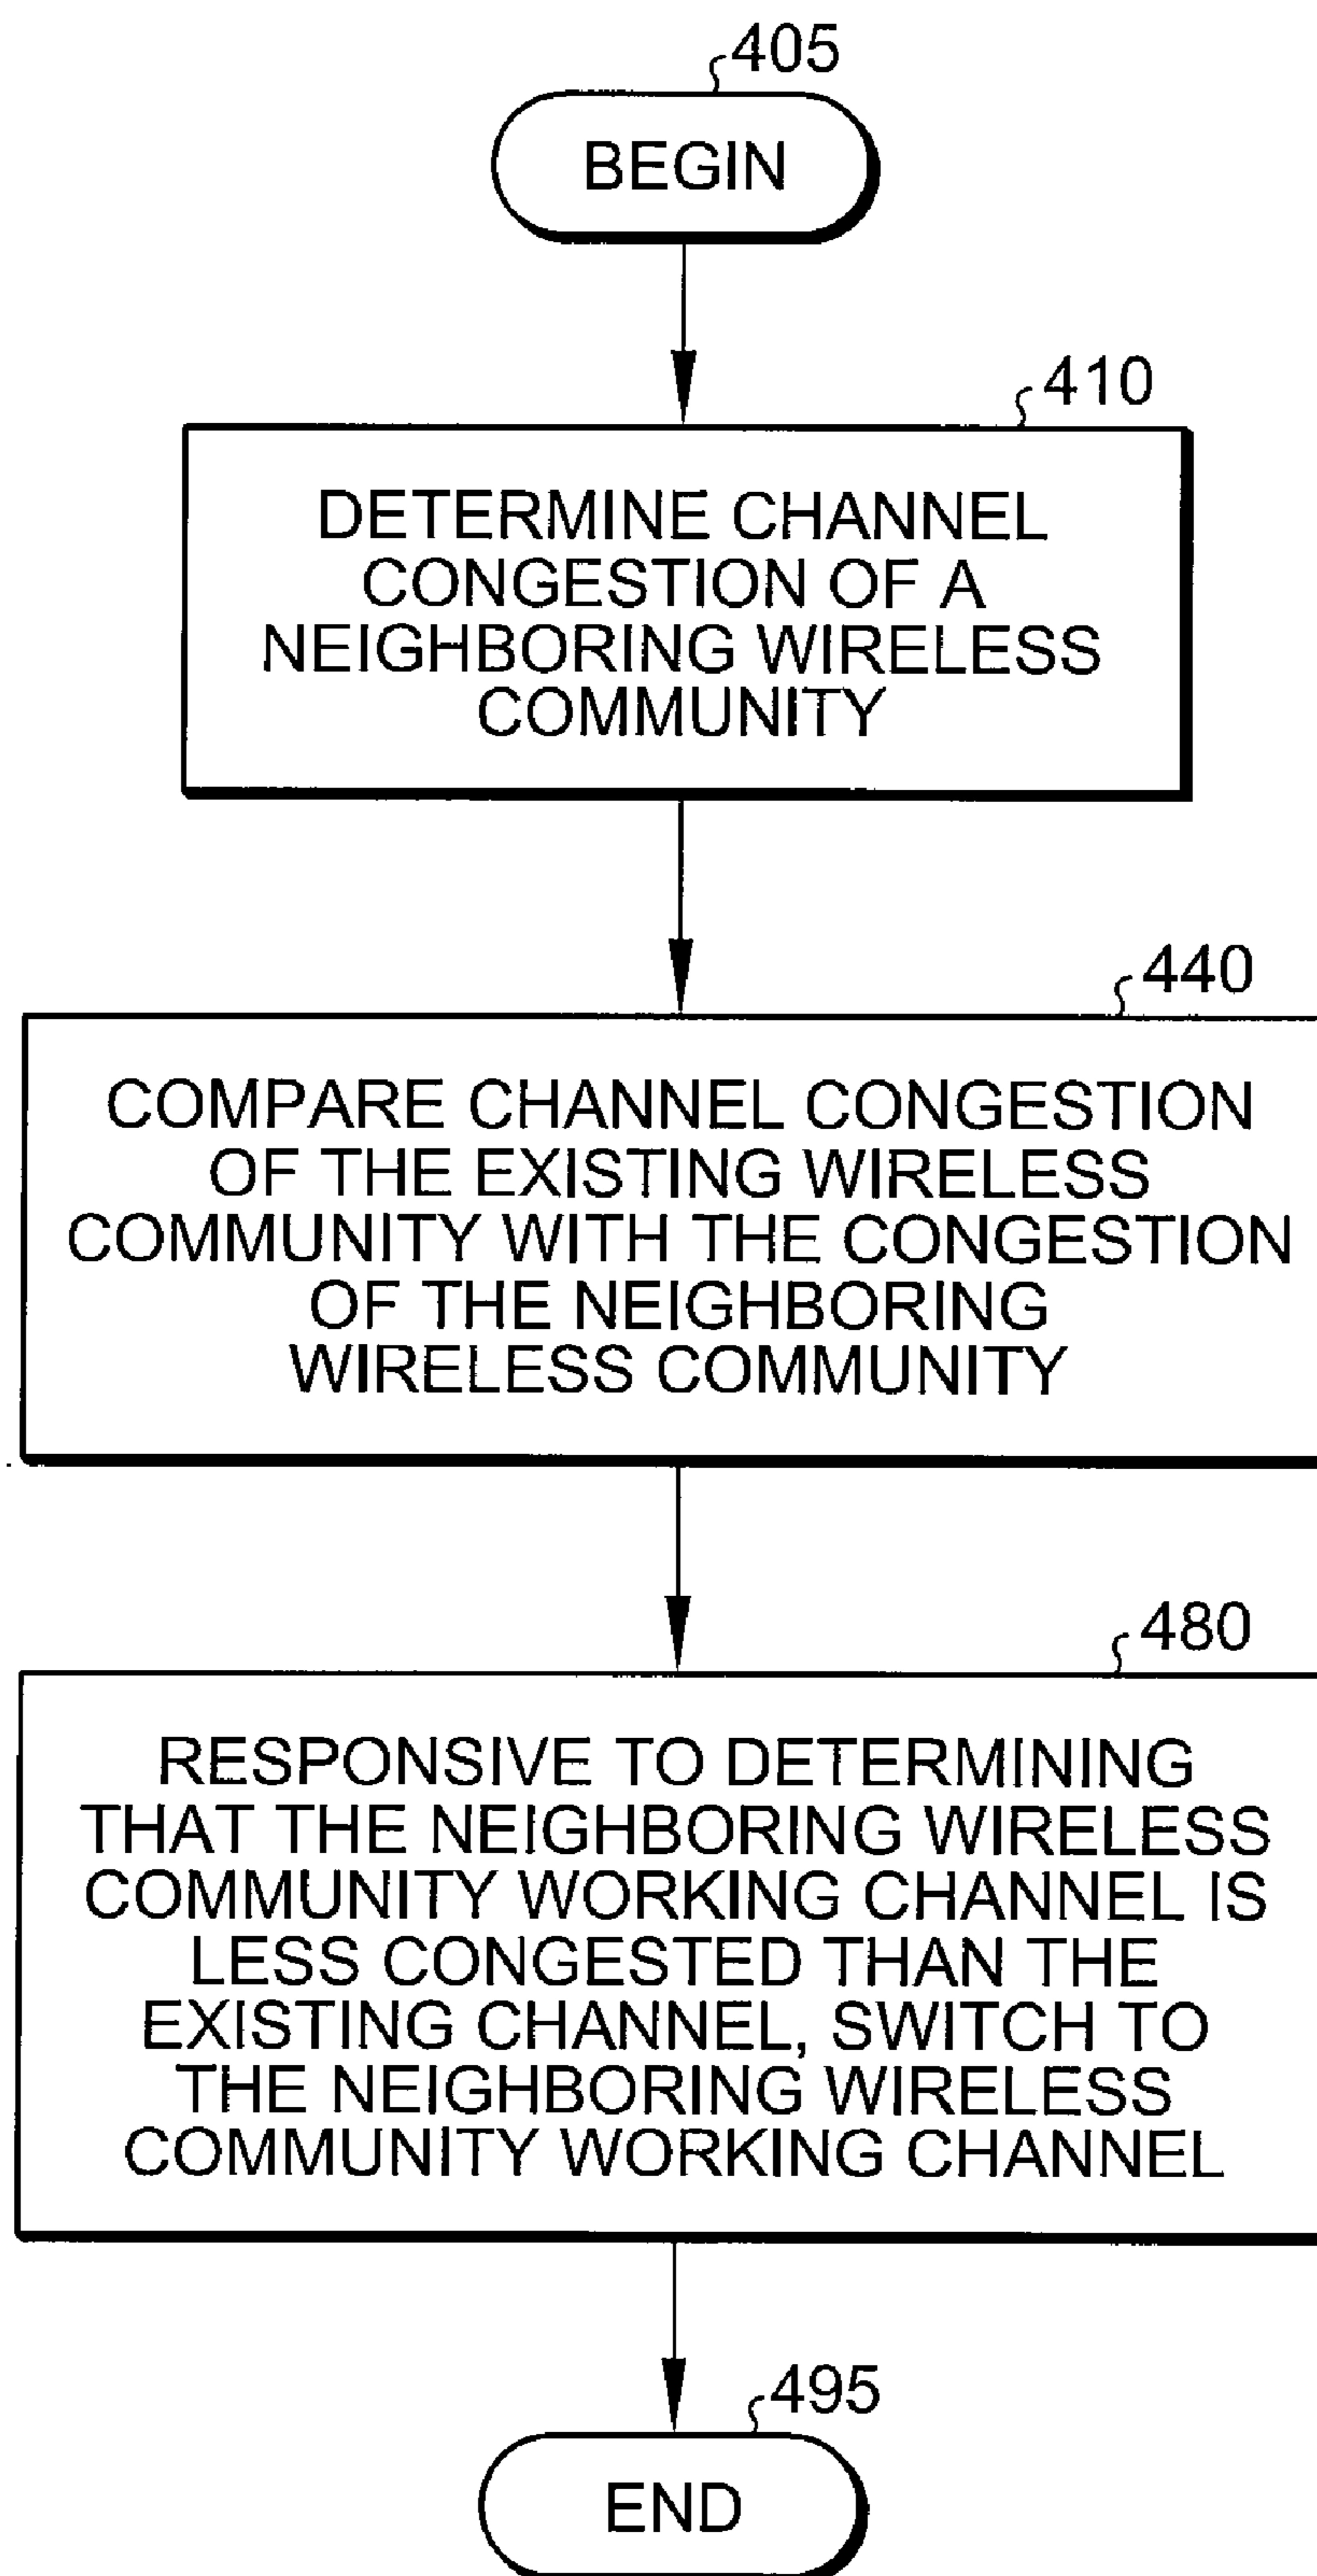 405
BEGIN
410
DETERMINE CHANNEL
CONGESTION OF A
NEIGHBORING WIRELESS
COMMUNITY
440
COMPARE CHANNEL CONGESTION
OF THE EXISTING WIRELESS
COMMUNITY WITH THE CONGESTION
OF THE NEIGHBORING
WIRELESS COMMUNITY
480
RESPONSIVE TO DETERMINING
THAT THE NEIGHBORING WIRELESS
COMMUNITY WORKING CHANNEL IS
LESS CONGESTED THAN THE
EXISTING CHANNEL, SWITCH TO
THE NEIGHBORING WIRELESS
COMMUNITY WORKING CHANNEL
495
END